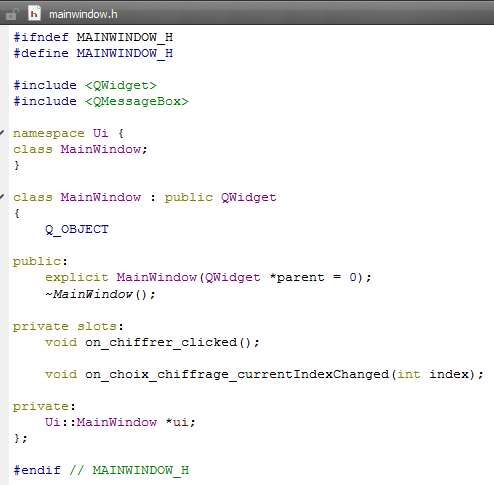 mainwindow.h
#ifndef MAINWINDOW_H
#define MAINWINDOW_H
#include <QWidget>
#include <QMessageBox>
namespace Ui {
class MainWindow;
}
class MainWindow : public QWidget
{
Q_OBJECT
public:
explicit MainWindow(QWidget *parent = 0);
~MainWindow();
private slots:
void on_chiffrer_clicked();
void on_choix_chiffrage_currentIndexChanged(int index);
private:
Ui::MainWindow *ui;
};
#endif // MAINWINDOW_H